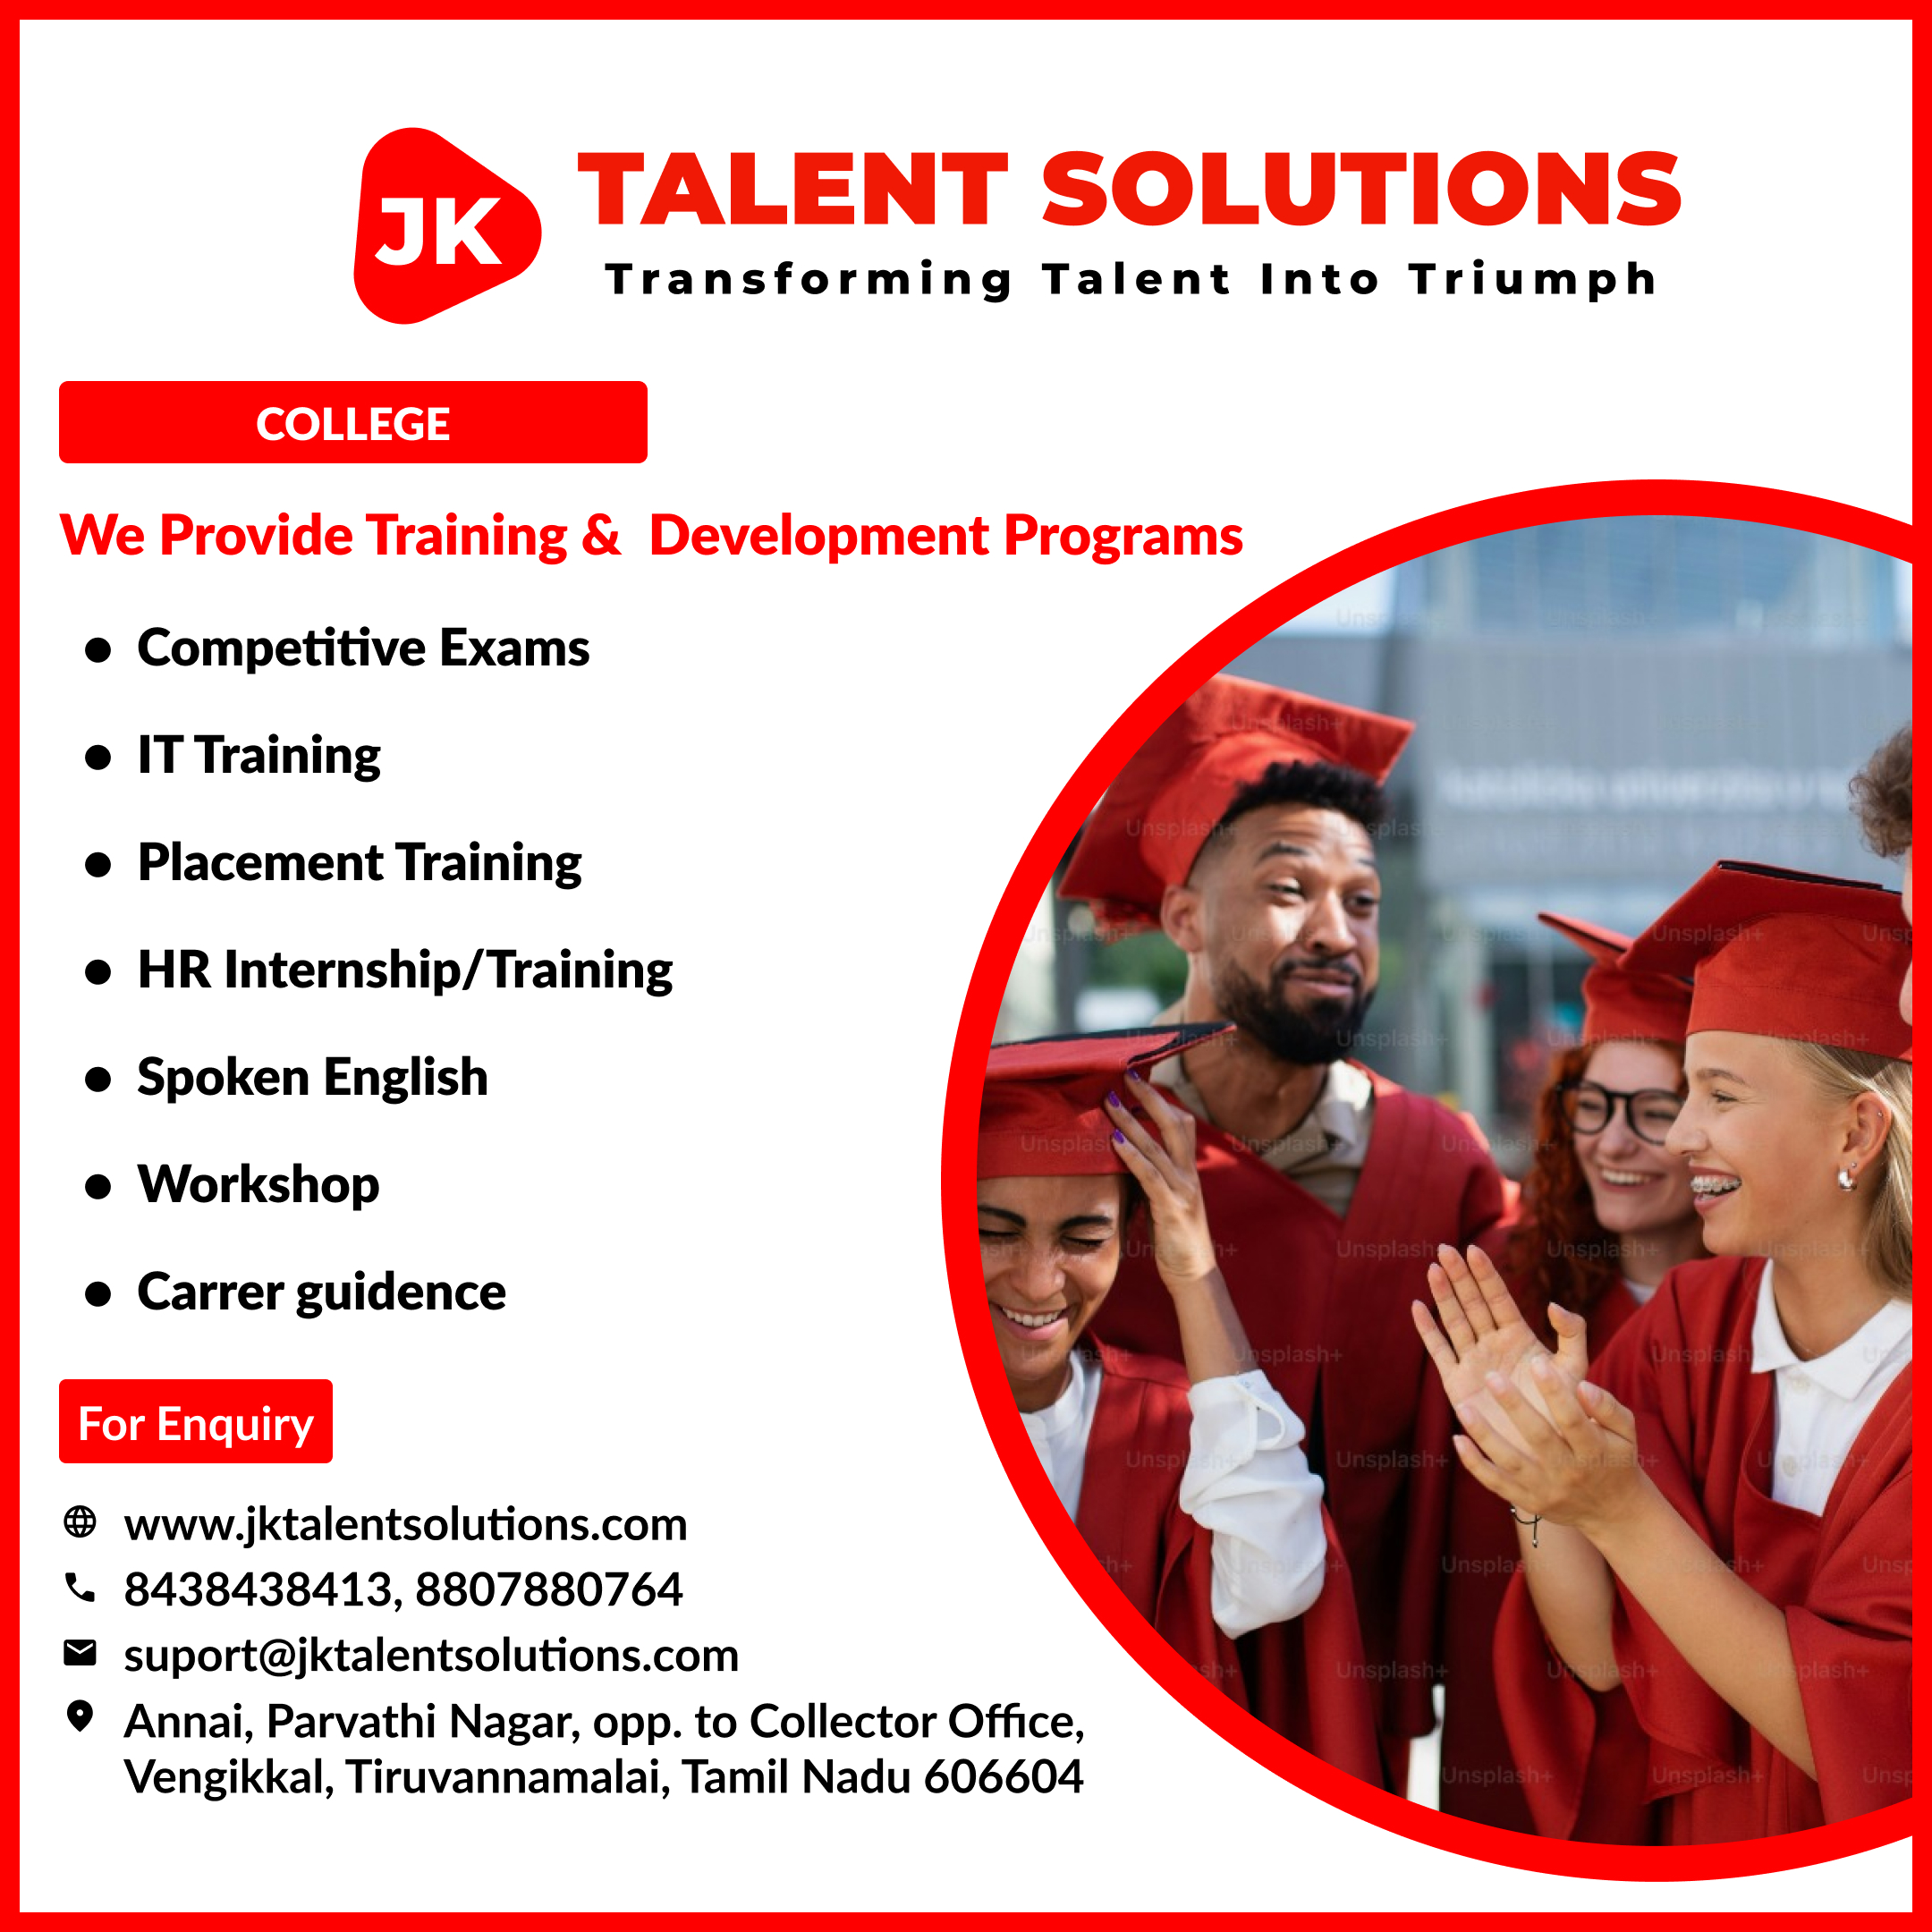 JK
TALENT SOLUTIONS
Transforming Talent Into Triumph
COLLEGE
We Provide Training & Development Programs
● Competitive Exams
● IT Training
● Placement Training
● HR Internship/Training
● Spoken English
● Workshop
● Carrer guidence
For Enquiry
www.jktalentsolutions.com
8438438413, 8807880764
suport@jktalentsolutions.com
Annai, Parvathi Nagar, opp. to Collector Office,
Vengikkal, Tiruvannamalai, Tamil Nadu 606604
Unsplash+